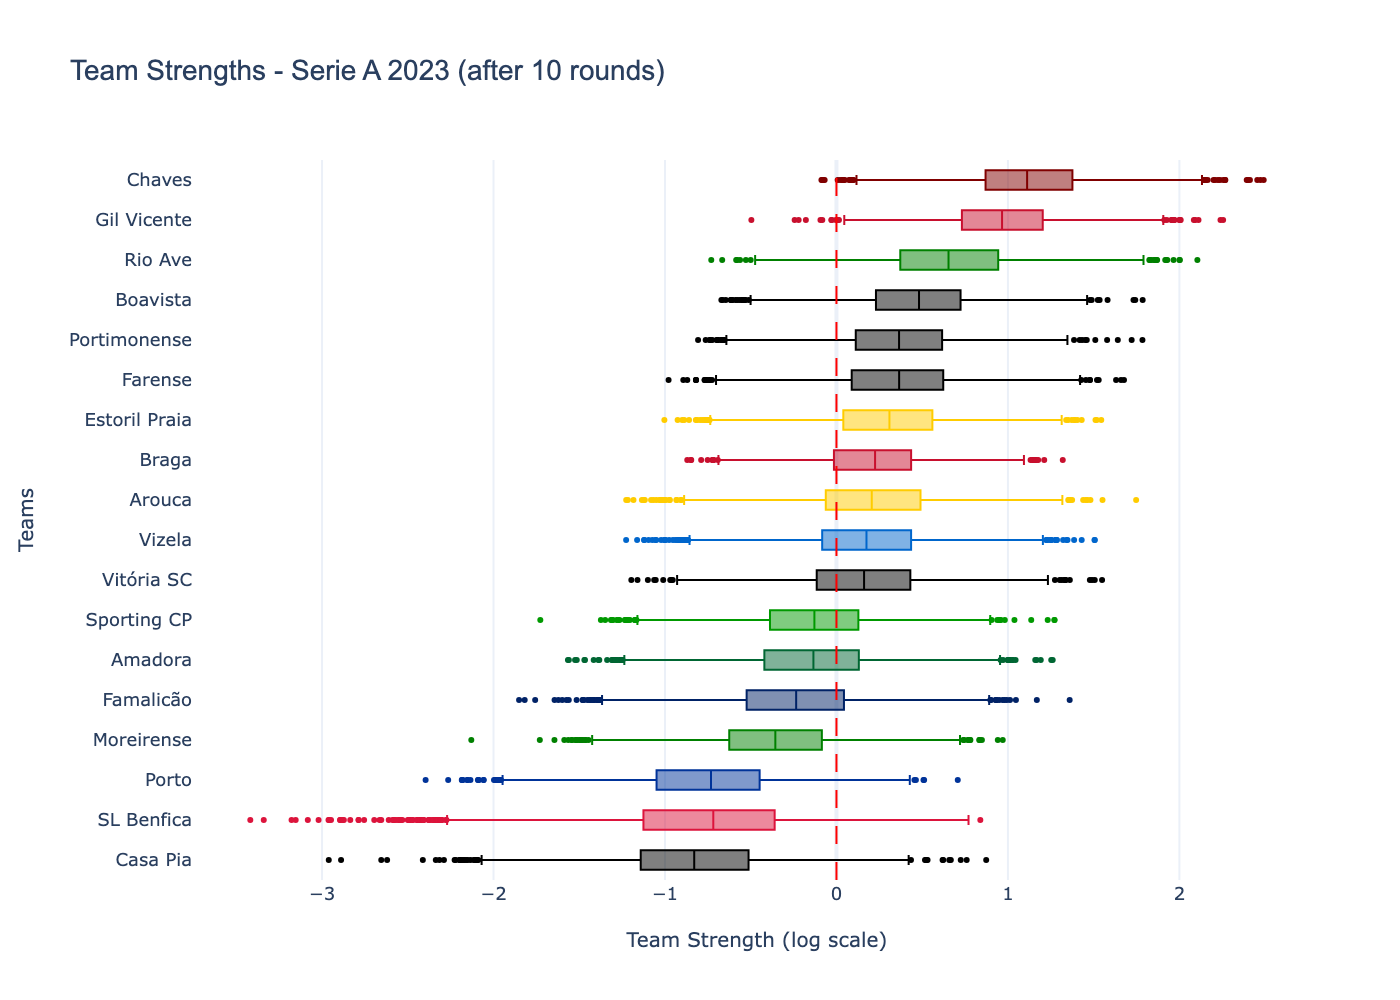 Team Strengths - Serie A 2023 (after 10 rounds)
Teams
Chaves
Gil Vicente
Rio Ave
Boavista
Portimonense
Farense
Estoril Praia
Braga
Arouca
Vizela
Vitória SC
Sporting CP
Amadora
Famalicão
Moreirense
Porto
SL Benfica
Casa Pia
−3 −2 −1 0 1 2
Team Strength (log scale)